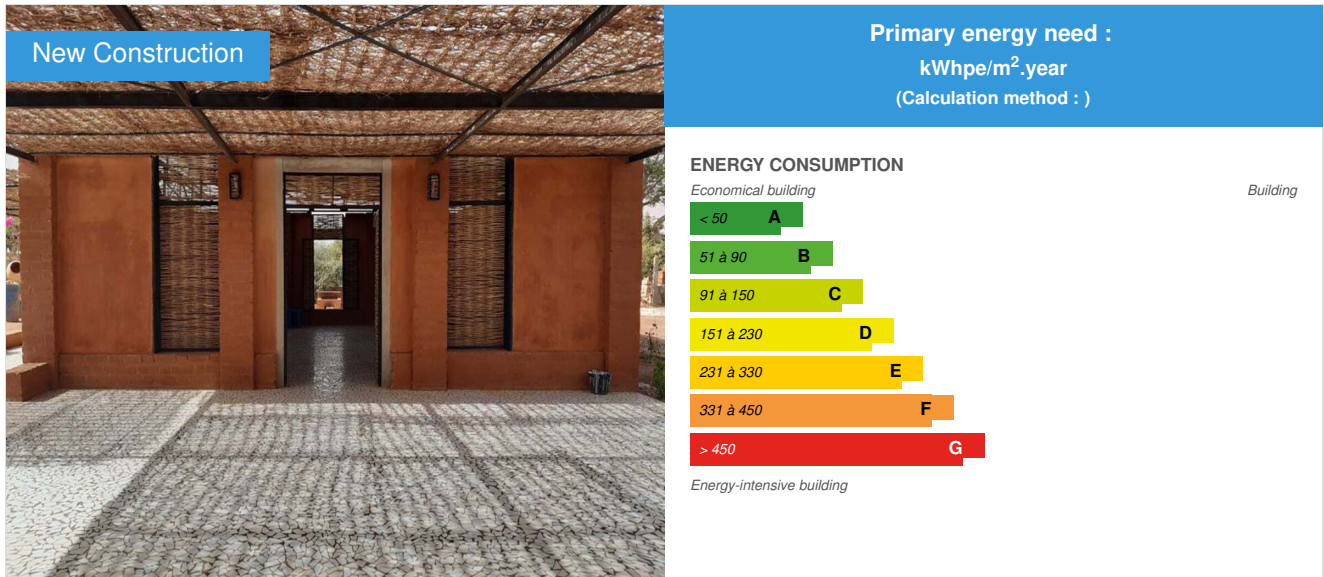 New Construction
Primary energy need :
kWhpe/m².year
(Calculation method : )
ENERGY CONSUMPTION
Economical building
Building
< 50 A
51 à 90 B
91 à 150 C
151 à 230 D
231 à 330 E
331 à 450 F
> 450 G
Energy-intensive building